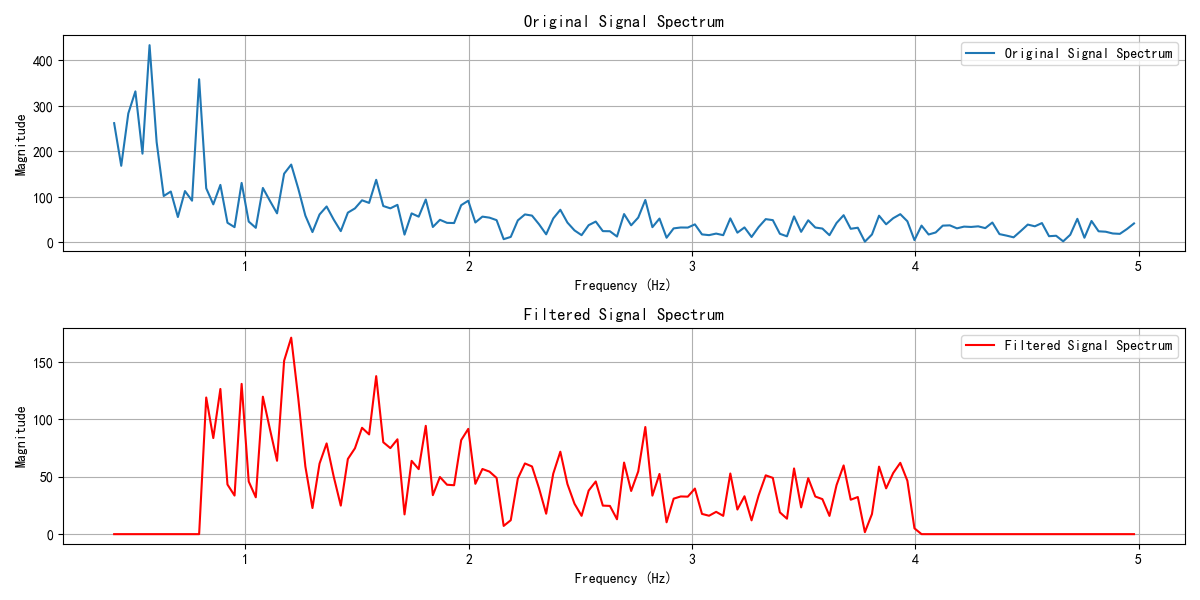 Original Signal Spectrum
Original Signal Spectrum
400
300
200
100
0
Magnitude
1 2 3 4 5
Frequency (Hz)
Filtered Signal Spectrum
Filtered Signal Spectrum
150
100
50
0
Magnitude
1 2 3 4 5
Frequency (Hz)